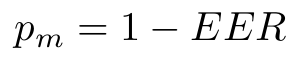 $p_m = 1 - EER$